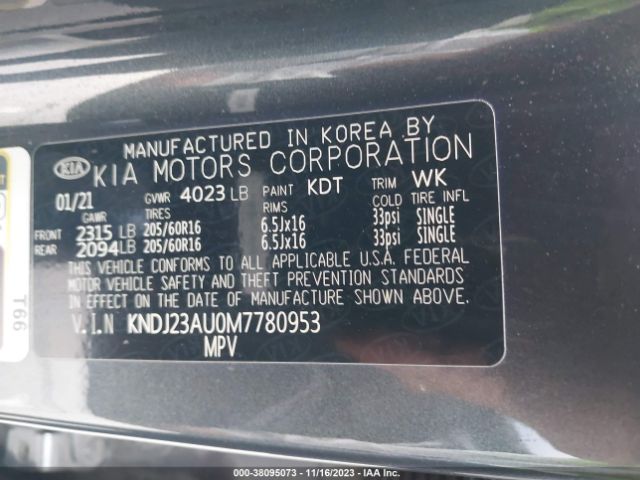 MANUFACTURED IN KOREA BY
KIA KIA MOTORS CORPORATION
01/21 GVWR 4023 LB PAINT KDT TRIM WK
GAWR TIRES RIMS COLD TIRE INFL
FRONT 2315 LB 205/60R16 6.5Jx16 33psi SINGLE
REAR 2094 LB 205/60R16 6.5Jx16 33psi SINGLE
THIS VEHICLE CONFORMS TO ALL APPLICABLE U.S.A. FEDERAL
MOTOR VEHICLE SAFETY AND THEFT PREVENTION STANDARDS
IN EFFECT ON THE DATE OF MANUFACTURE SHOWN ABOVE.
V.I.N KNDJ23AU0M7780953
MPV
T66
000-38095073 - 11/16/2023 - IAA Inc.